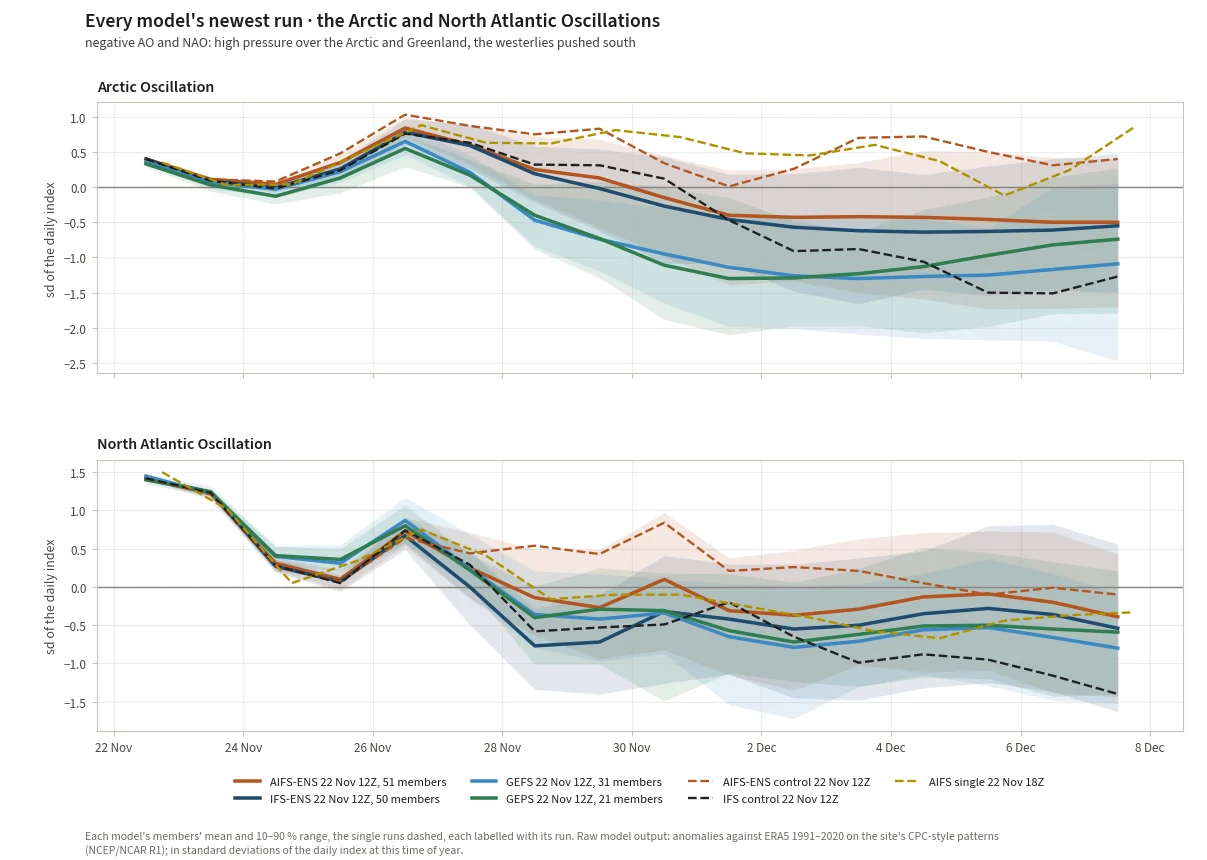 Every model's newest run · the Arctic and North Atlantic Oscillations
negative AO and NAO: high pressure over the Arctic and Greenland, the westerlies pushed south
Arctic Oscillation
1.0
0.5
0.0
−0.5
−1.0
−1.5
−2.0
−2.5
sd of the daily index
North Atlantic Oscillation
1.5
1.0
0.5
0.0
−0.5
−1.0
−1.5
sd of the daily index
22 Nov 24 Nov 26 Nov 28 Nov 30 Nov 2 Dec 4 Dec 6 Dec 8 Dec
AIFS-ENS 22 Nov 12Z, 51 members GEFS 22 Nov 12Z, 31 members AIFS-ENS control 22 Nov 12Z AIFS single 22 Nov 18Z
IFS-ENS 22 Nov 12Z, 50 members GEPS 22 Nov 12Z, 21 members IFS control 22 Nov 12Z
Each model's members' mean and 10–90 % range, the single runs dashed, each labelled with its run. Raw model output: anomalies against ERA5 1991–2020 on the site's CPC-style patterns
(NCEP/NCAR R1); in standard deviations of the daily index at this time of year.